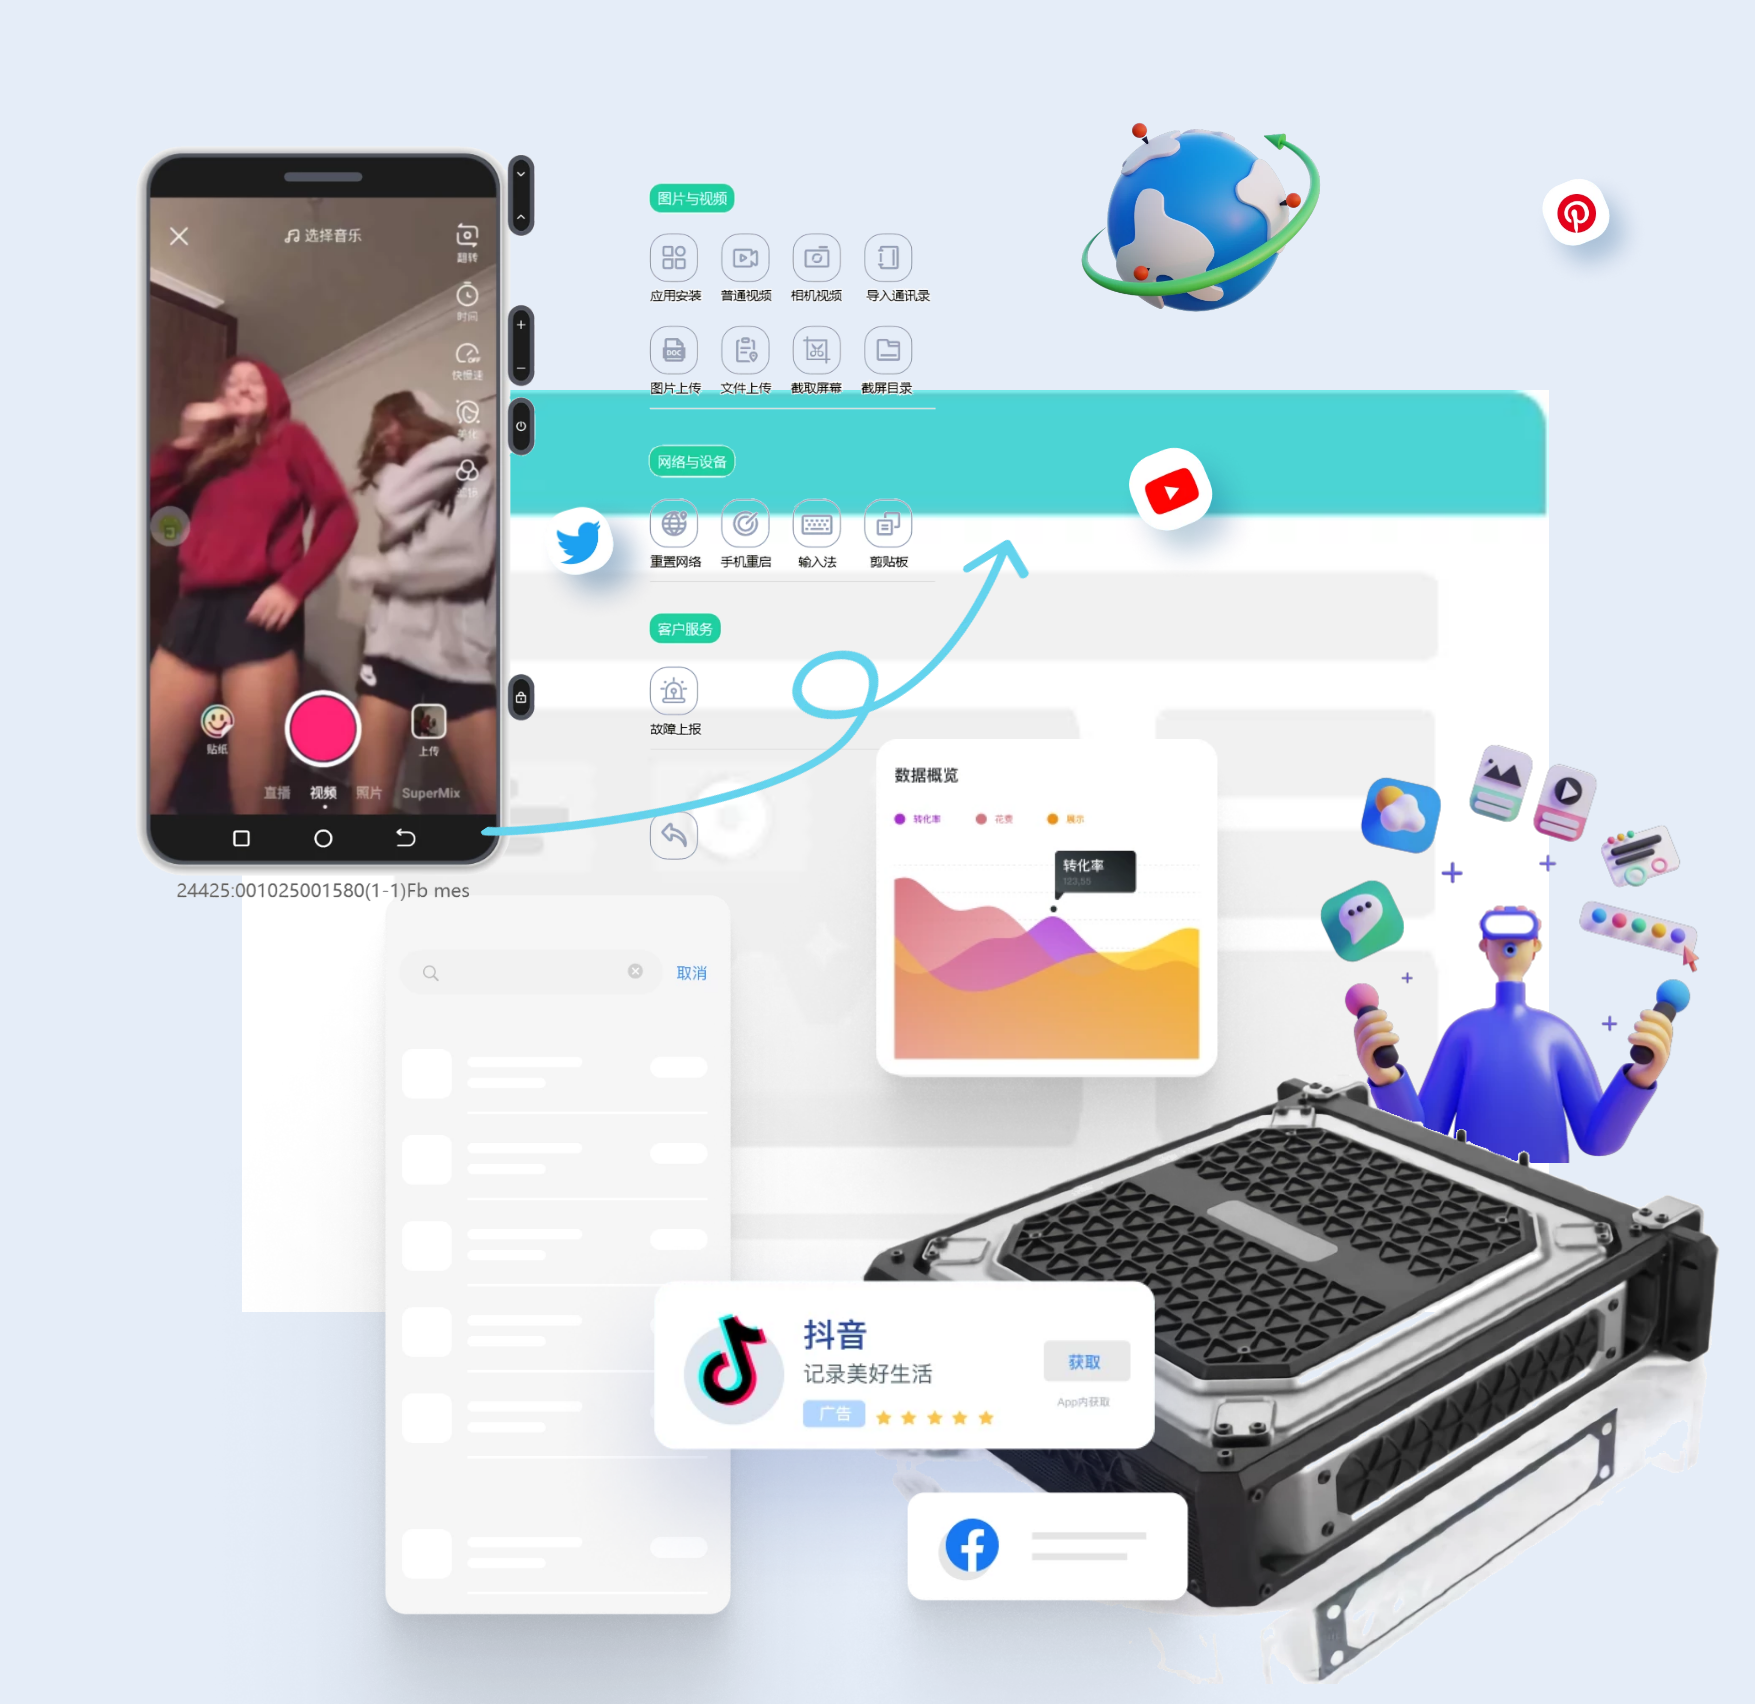 选择音乐
翻转
时间
快慢速
OFF
美化
滤镜
贴纸
上传
直播 视频 照片 SuperMix
24425:001025001580(1-1)Fb mes
图片与视频
应用安装 普通视频 相机视频 导入通讯录
DOC
图片上传 文件上传 截取屏幕 截屏目录
网络与设备
重置网络 手机重启 输入法 剪贴板
客户服务
故障上报
数据概览
转化率 花费 展示
转化率
123,55
取消
抖音
记录美好生活
广告
获取
App内获取